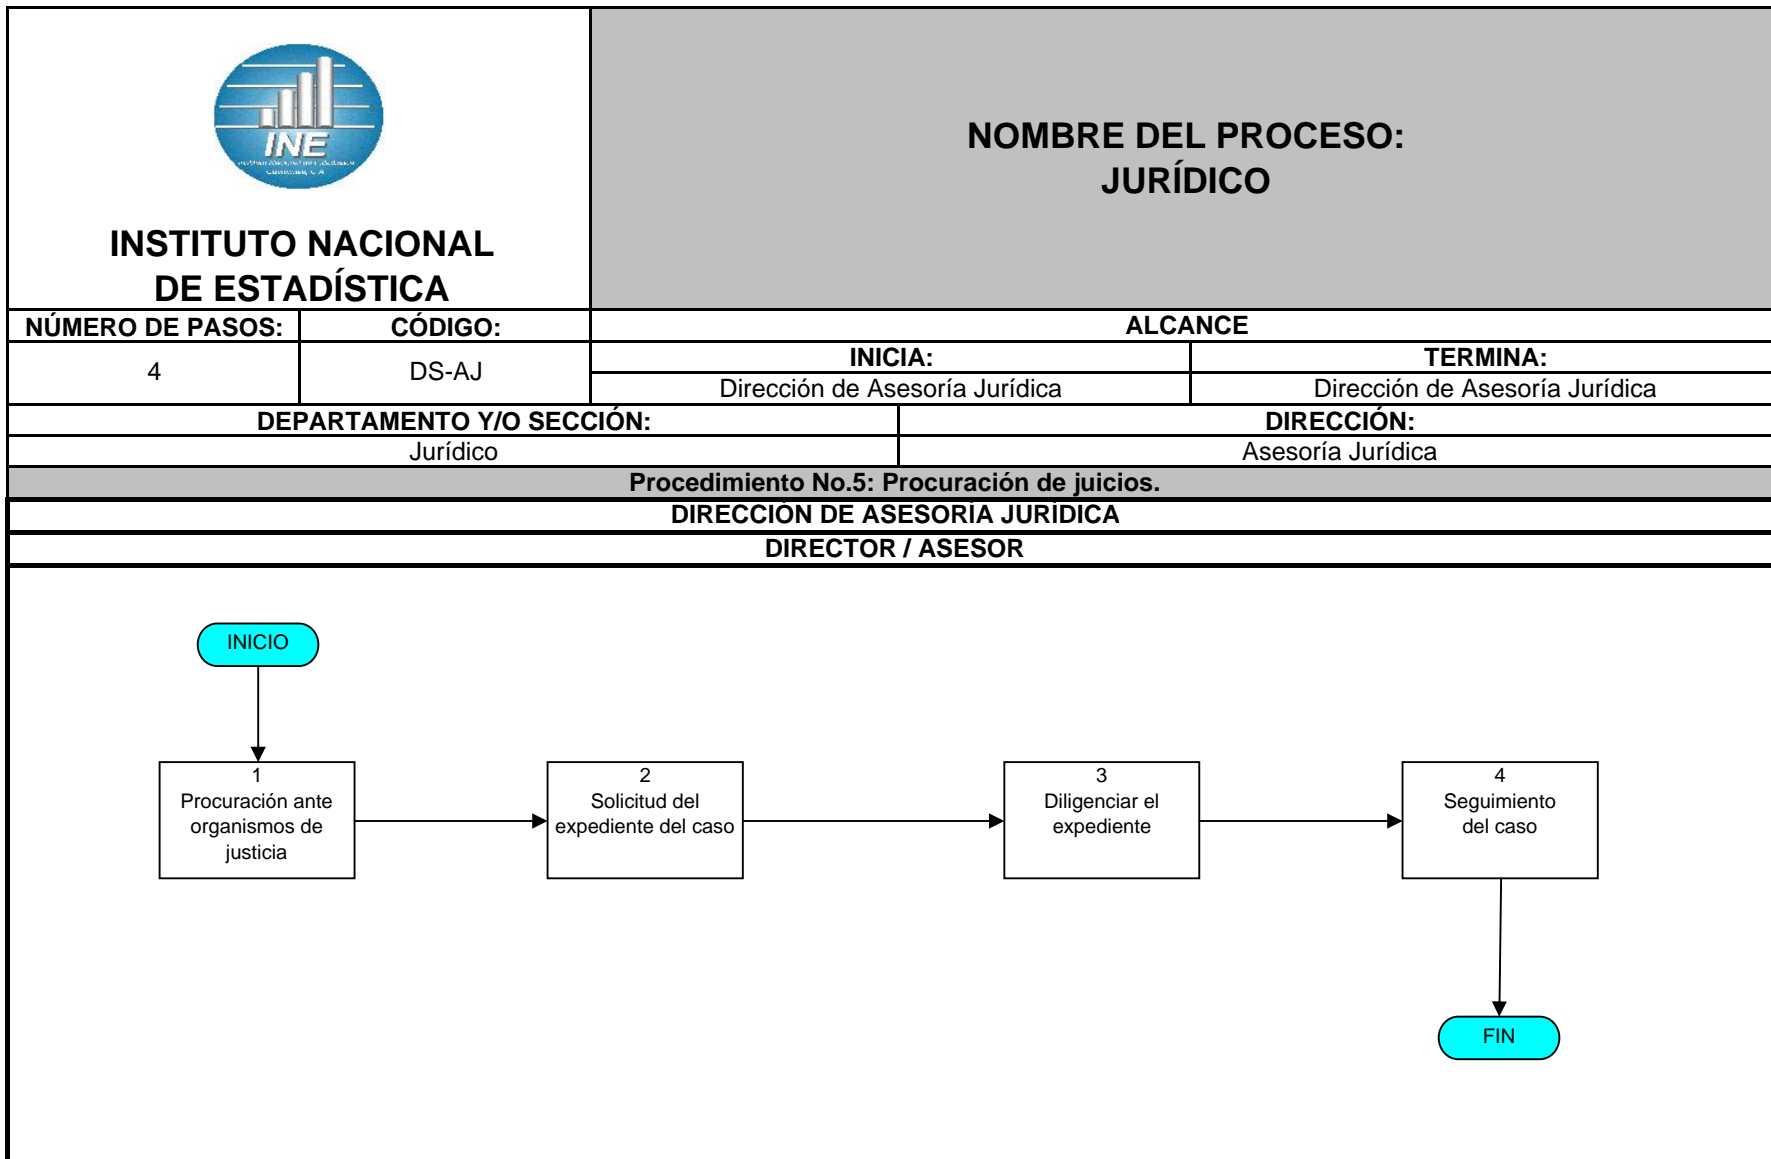 INE
NOMBRE DEL PROCESO:
JURÍDICO
INSTITUTO NACIONAL
DE ESTADÍSTICA
NÚMERO DE PASOS:
CÓDIGO:
ALCANCE
4
DS-AJ
INICIA:
TERMINA:
Dirección de Asesoría Jurídica
Dirección de Asesoría Jurídica
DEPARTAMENTO Y/O SECCIÓN:
DIRECCIÓN:
Jurídico
Asesoría Jurídica
Procedimiento No.5: Procuración de juicios.
DIRECCIÓN DE ASESORÍA JURÍDICA
DIRECTOR / ASESOR
INICIO
1
Procuración ante
organismos de
justicia
2
Solicitud del
expediente del caso
3
Diligenciar el
expediente
4
Seguimiento
del caso
FIN